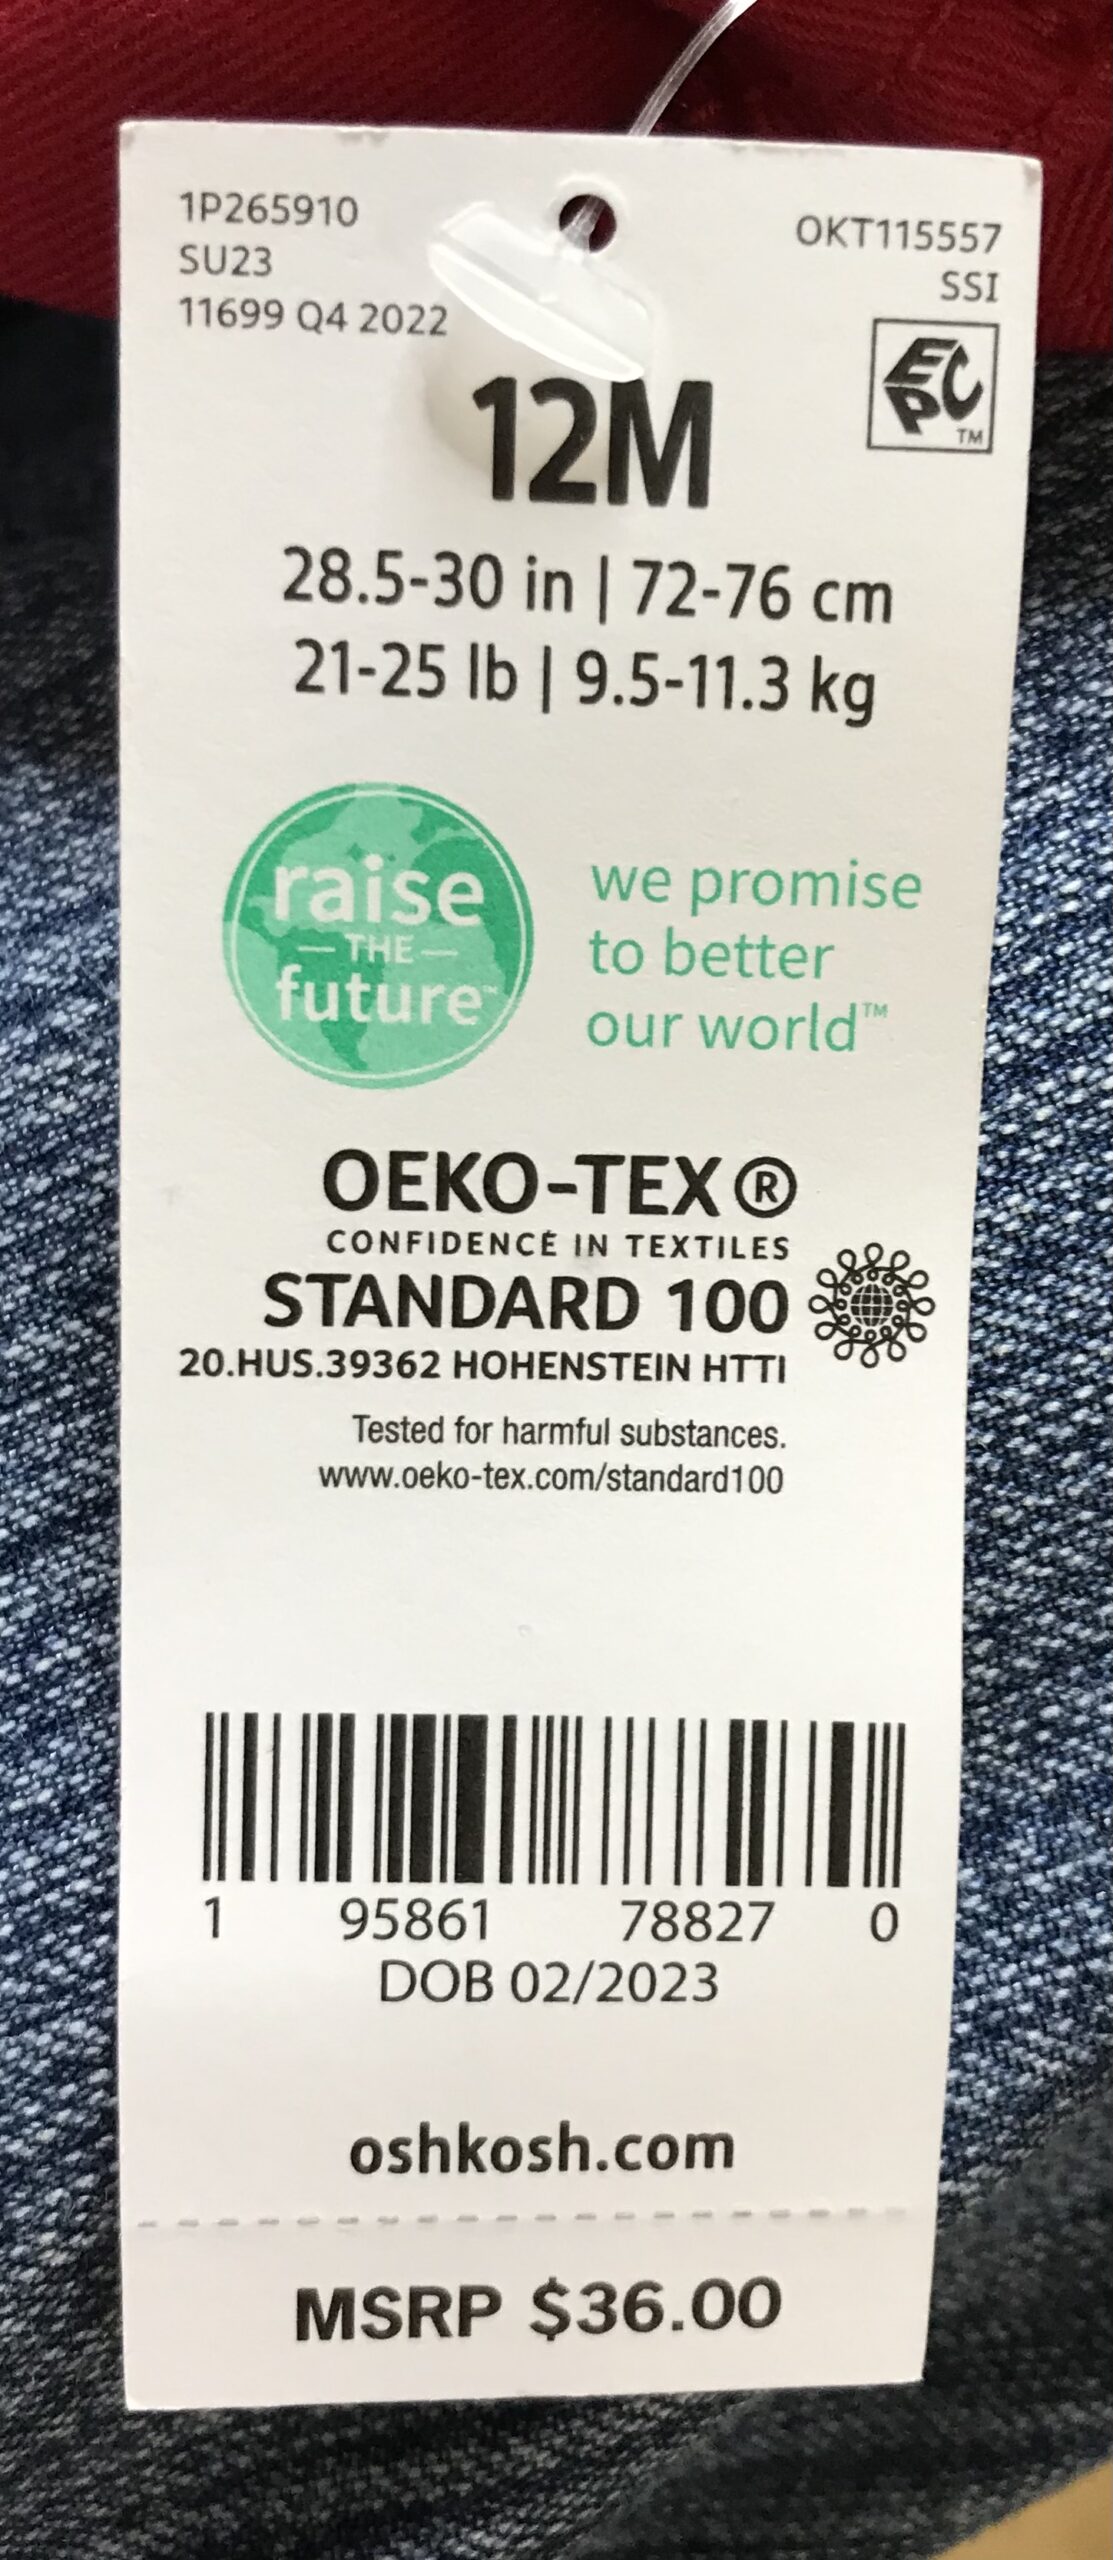 1P265910
SU23
11699 Q4 2022
OKT115557
SSI
EPC™
12M
28.5-30 in | 72-76 cm
21-25 lb | 9.5-11.3 kg
raise
THE
future™
we promise
to better
our world™
OEKO-TEX®
CONFIDENCE IN TEXTILES
STANDARD 100
20.HUS.39362 HOHENSTEIN HTTI
Tested for harmful substances.
www.oeko-tex.com/standard100
1 95861 78827 0
DOB 02/2023
oshkosh.com
MSRP $36.00